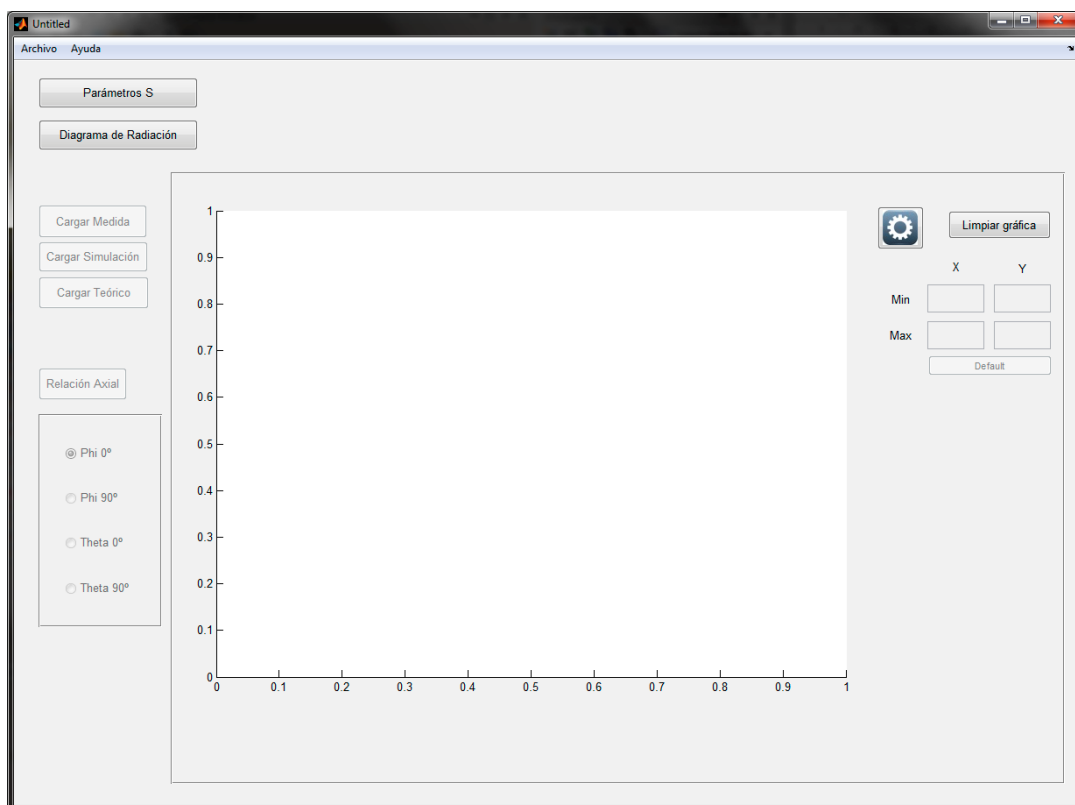 Untitled
Archivo Ayuda
Parámetros S
Diagrama de Radiación
Cargar Medida
Cargar Simulación
Cargar Teórico
Relación Axial
Phi 0º
Phi 90º
Theta 0º
Theta 90º
1
0.9
0.8
0.7
0.6
0.5
0.4
0.3
0.2
0.1
0
0 0.1 0.2 0.3 0.4 0.5 0.6 0.7 0.8 0.9 1
Limpiar gráfica
X Y
Min
Max
Default